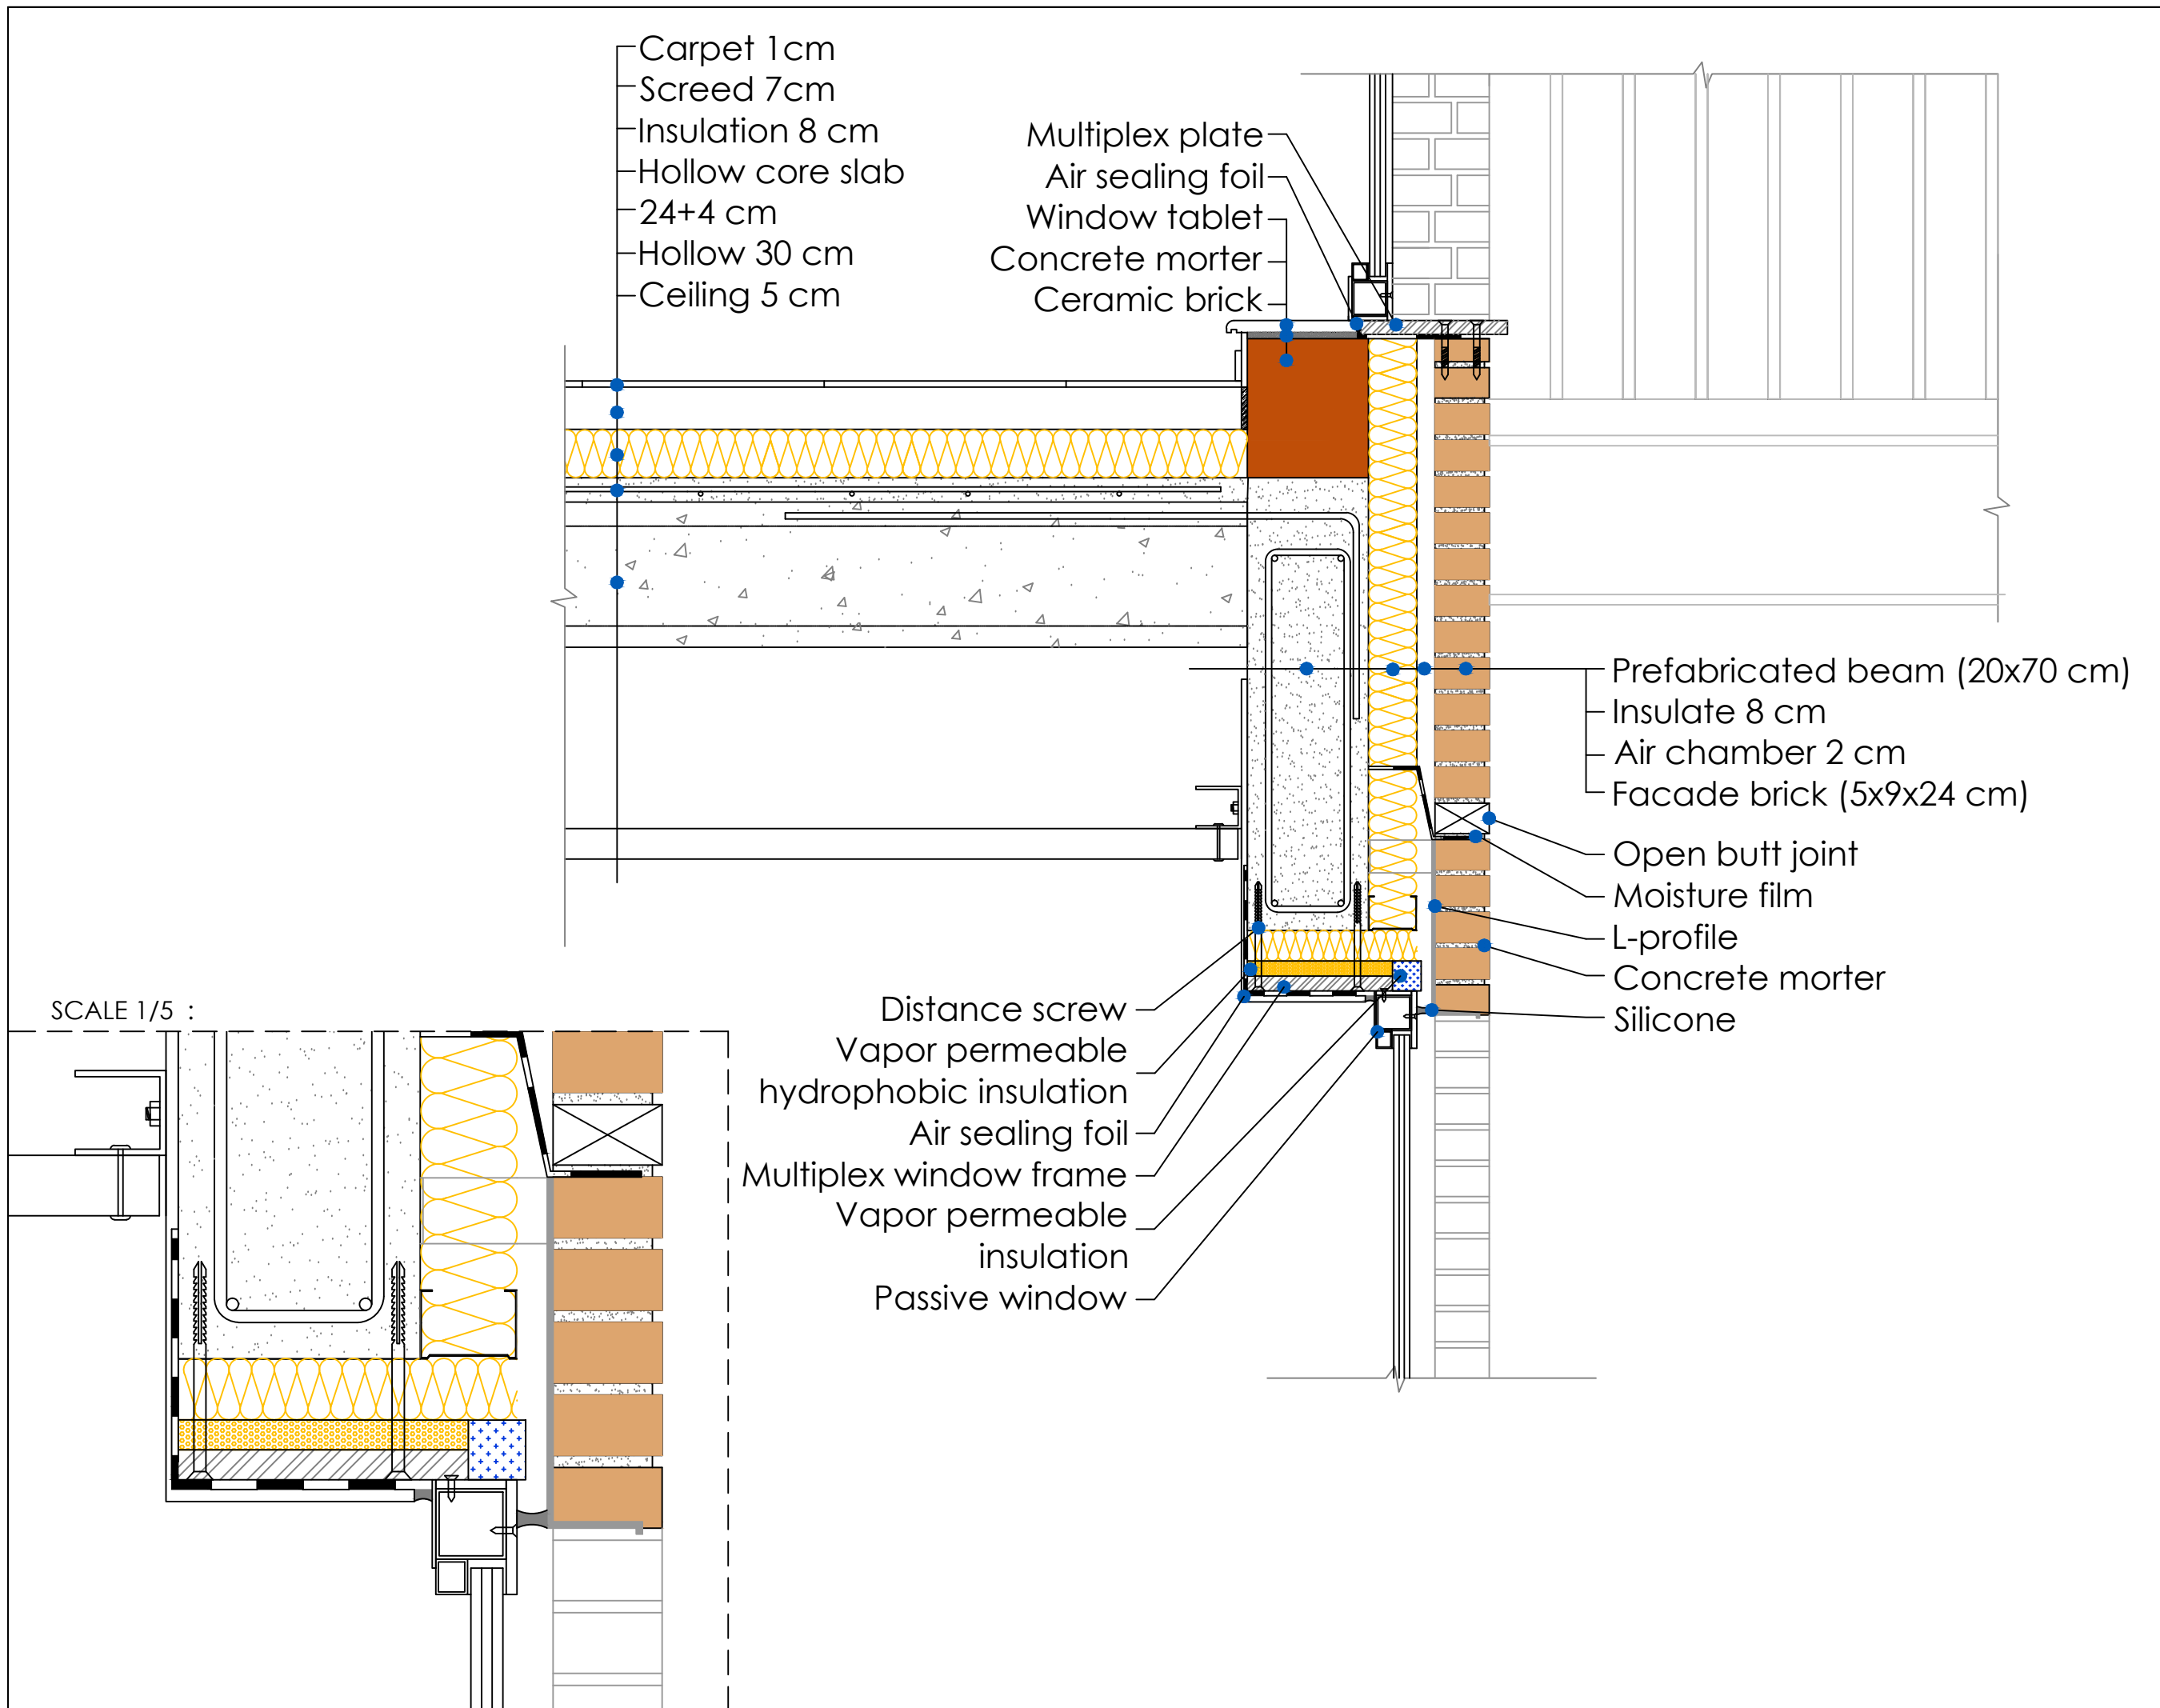 Carpet 1cm
Screed 7cm
Insulation 8 cm
Hollow core slab
24+4 cm
Hollow 30 cm
Ceiling 5 cm
Multiplex plate
Air sealing foil
Window tablet
Concrete morter
Ceramic brick
Prefabricated beam (20x70 cm)
Insulate 8 cm
Air chamber 2 cm
Facade brick (5x9x24 cm)
Open butt joint
Moisture film
L-profile
Concrete morter
Silicone
Distance screw
Vapor permeable
hydrophobic insulation
Air sealing foil
Multiplex window frame
Vapor permeable
insulation
Passive window
SCALE 1/5 :